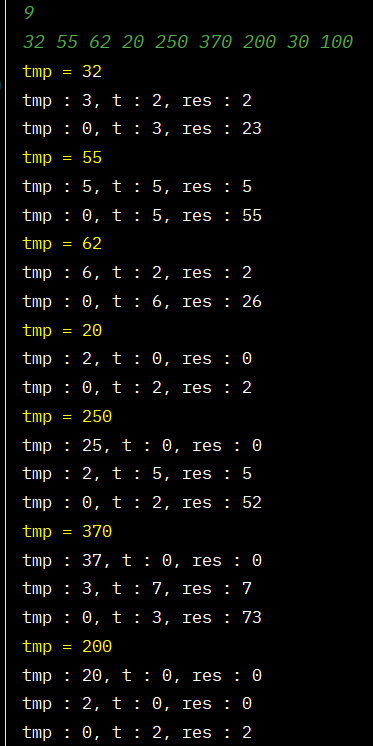 9
32 55 62 20 250 370 200 30 100
tmp = 32
tmp : 3, t : 2, res : 2
tmp : 0, t : 3, res : 23
tmp = 55
tmp : 5, t : 5, res : 5
tmp : 0, t : 5, res : 55
tmp = 62
tmp : 6, t : 2, res : 2
tmp : 0, t : 6, res : 26
tmp = 20
tmp : 2, t : 0, res : 0
tmp : 0, t : 2, res : 2
tmp = 250
tmp : 25, t : 0, res : 0
tmp : 2, t : 5, res : 5
tmp : 0, t : 2, res : 52
tmp = 370
tmp : 37, t : 0, res : 0
tmp : 3, t : 7, res : 7
tmp : 0, t : 3, res : 73
tmp = 200
tmp : 20, t : 0, res : 0
tmp : 2, t : 0, res : 0
tmp : 0, t : 2, res : 2